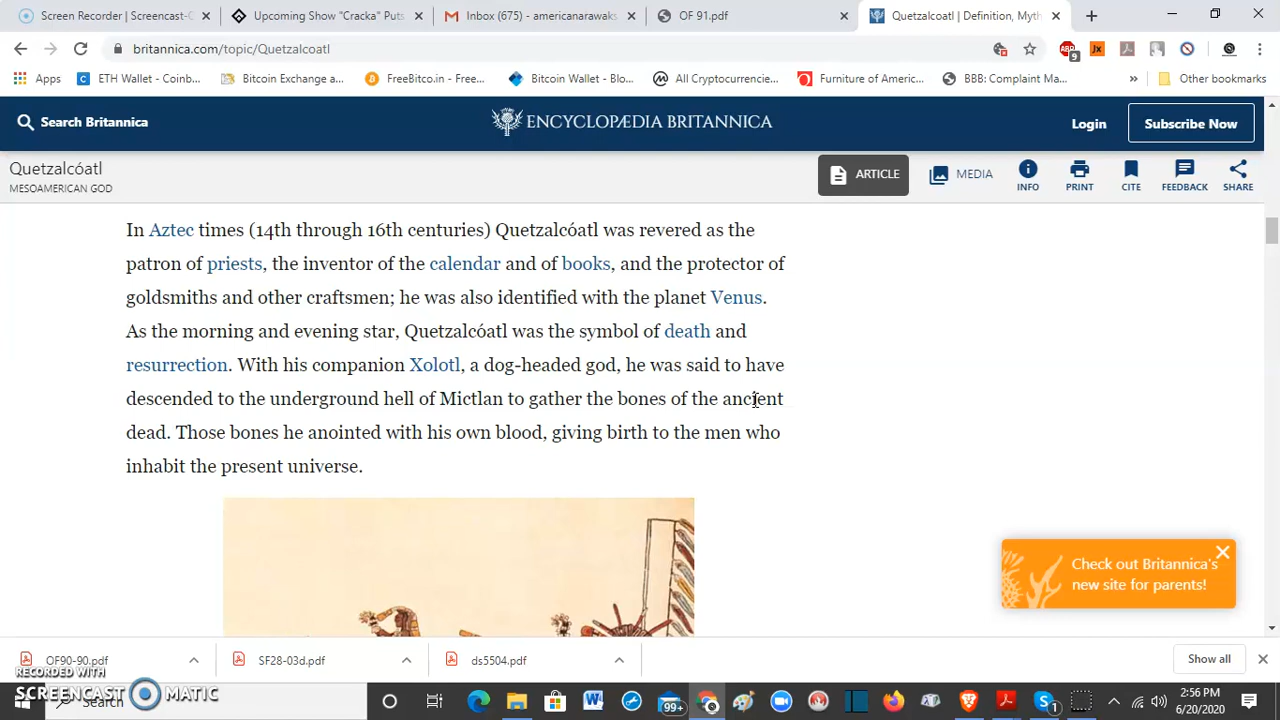 Screen Recorder | Screencast-O
Upcoming Show "Cracka" Puts
Inbox (675) - americanarawaks
OF 91.pdf
Quetzalcoatl | Definition, Myth
britannica.com/topic/Quetzalcoatl
9
Apps
ETH Wallet - Coinb...
Bitcoin Exchange a...
FreeBitco.in - Free...
Bitcoin Wallet - Blo...
All Cryptocurrencie...
Furniture of Americ...
BBB: Complaint Ma...
Other bookmarks
Search Britannica
ENCYCLOPÆDIA BRITANNICA
Login
Subscribe Now
Quetzalcóatl
MESOAMERICAN GOD
ARTICLE
MEDIA
INFO
PRINT
CITE
FEEDBACK
SHARE
In Aztec times (14th through 16th centuries) Quetzalcóatl was revered as the
patron of priests, the inventor of the calendar and of books, and the protector of
goldsmiths and other craftsmen; he was also identified with the planet Venus.
As the morning and evening star, Quetzalcóatl was the symbol of death and
resurrection. With his companion Xolotl, a dog-headed god, he was said to have
descended to the underground hell of Mictlan to gather the bones of the ancient
dead. Those bones he anointed with his own blood, giving birth to the men who
inhabit the present universe.
Check out Britannica's
new site for parents!
OF90-90.pdf
SF28-03d.pdf
ds5504.pdf
Show all
RECORDED WITH
SCREENCAST MATIC
Search
99+
1
2:56 PM
6/20/2020